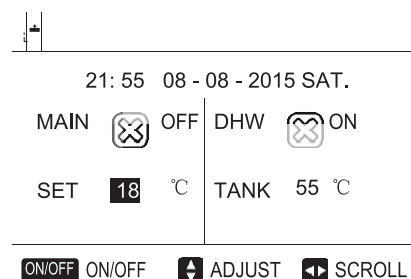 21: 55 08 - 08 - 2015 SAT.
MAIN OFF DHW ON
SET 18 °C TANK 55 °C
ON/OFF ON/OFF ADJUST SCROLL